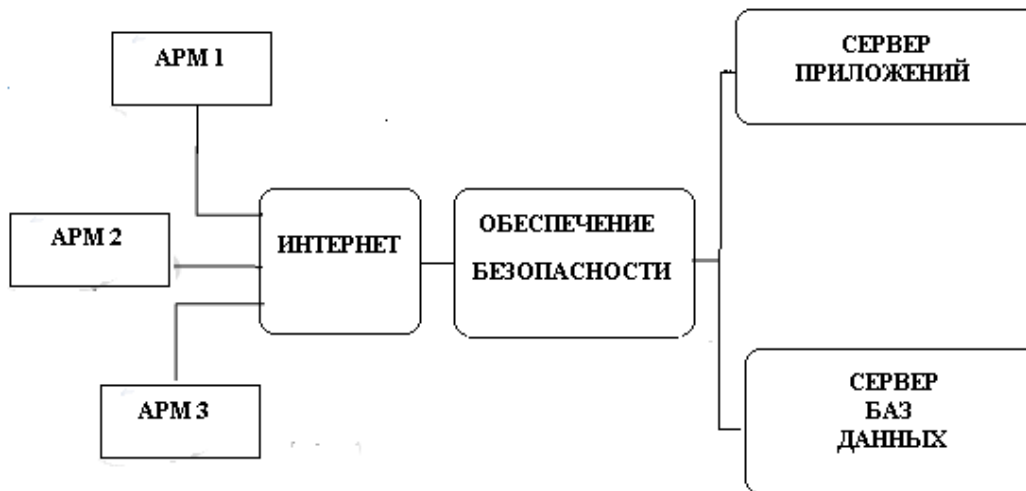 АРМ 1
АРМ 2
АРМ 3
ИНТЕРНЕТ
ОБЕСПЕЧЕНИЕ
БЕЗОПАСНОСТИ
СЕРВЕР
ПРИЛОЖЕНИЙ
СЕРВЕР
БАЗ
ДАННЫХ